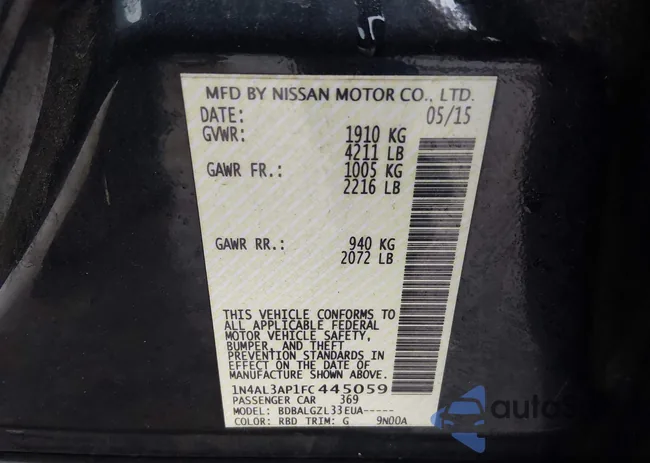 MFD BY NISSAN MOTOR CO., LTD.
DATE: 05/15
GVWR: 1910 KG
4211 LB
GAWR FR.: 1005 KG
2216 LB
GAWR RR.: 940 KG
2072 LB
THIS VEHICLE CONFORMS TO
ALL APPLICABLE FEDERAL
MOTOR VEHICLE SAFETY,
BUMPER, AND THEFT
PREVENTION STANDARDS IN
EFFECT ON THE DATE OF
MANUFACTURE SHOWN ABOVE.
1N4AL3AP1FC445059
PASSENGER CAR 369
MODEL: BDBALGZL33EUA-----
COLOR: RBD TRIM: G 9N00A